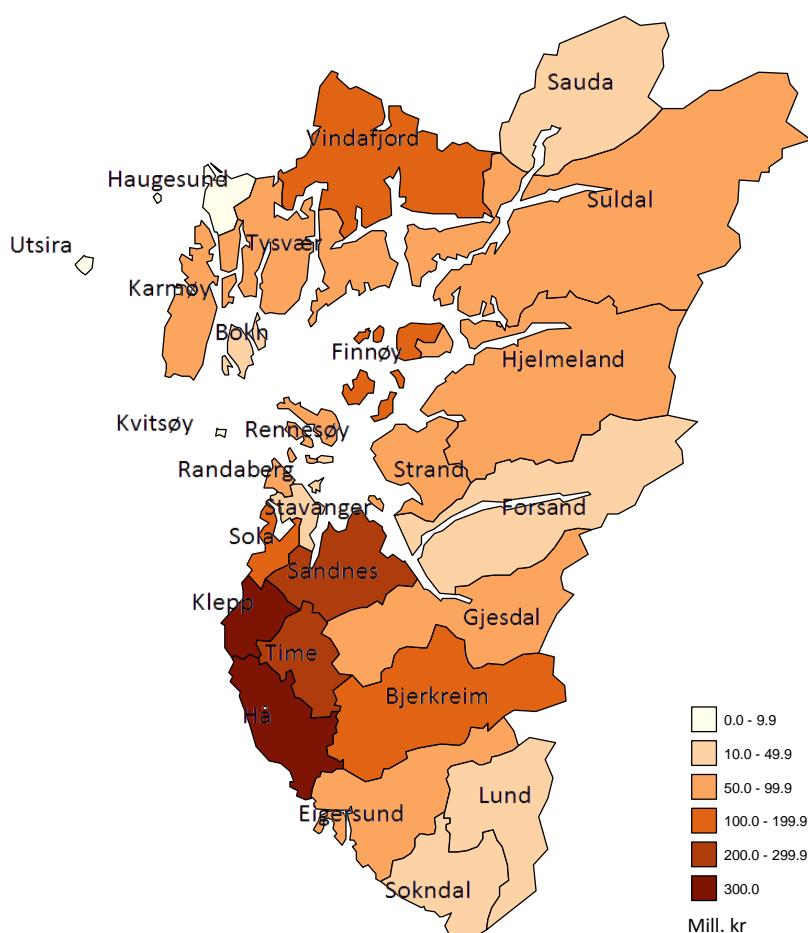 Sauda
Vindafjord
Haugesund
Suldal
Utsira
Tysvær
Karmøy
Bokn
Finnøy
Hjelmeland
Kvitsøy
Rennesøy
Randaberg
Strand
Stavanger
Forsand
Sola
Sandnes
Klepp
Gjesdal
Time
Bjerkreim
Hå
Lund
Eigersund
Sokndal
0.0 - 9.9
10.0 - 49.9
50.0 - 99.9
100.0 - 199.9
200.0 - 299.9
300.0
Mill. kr